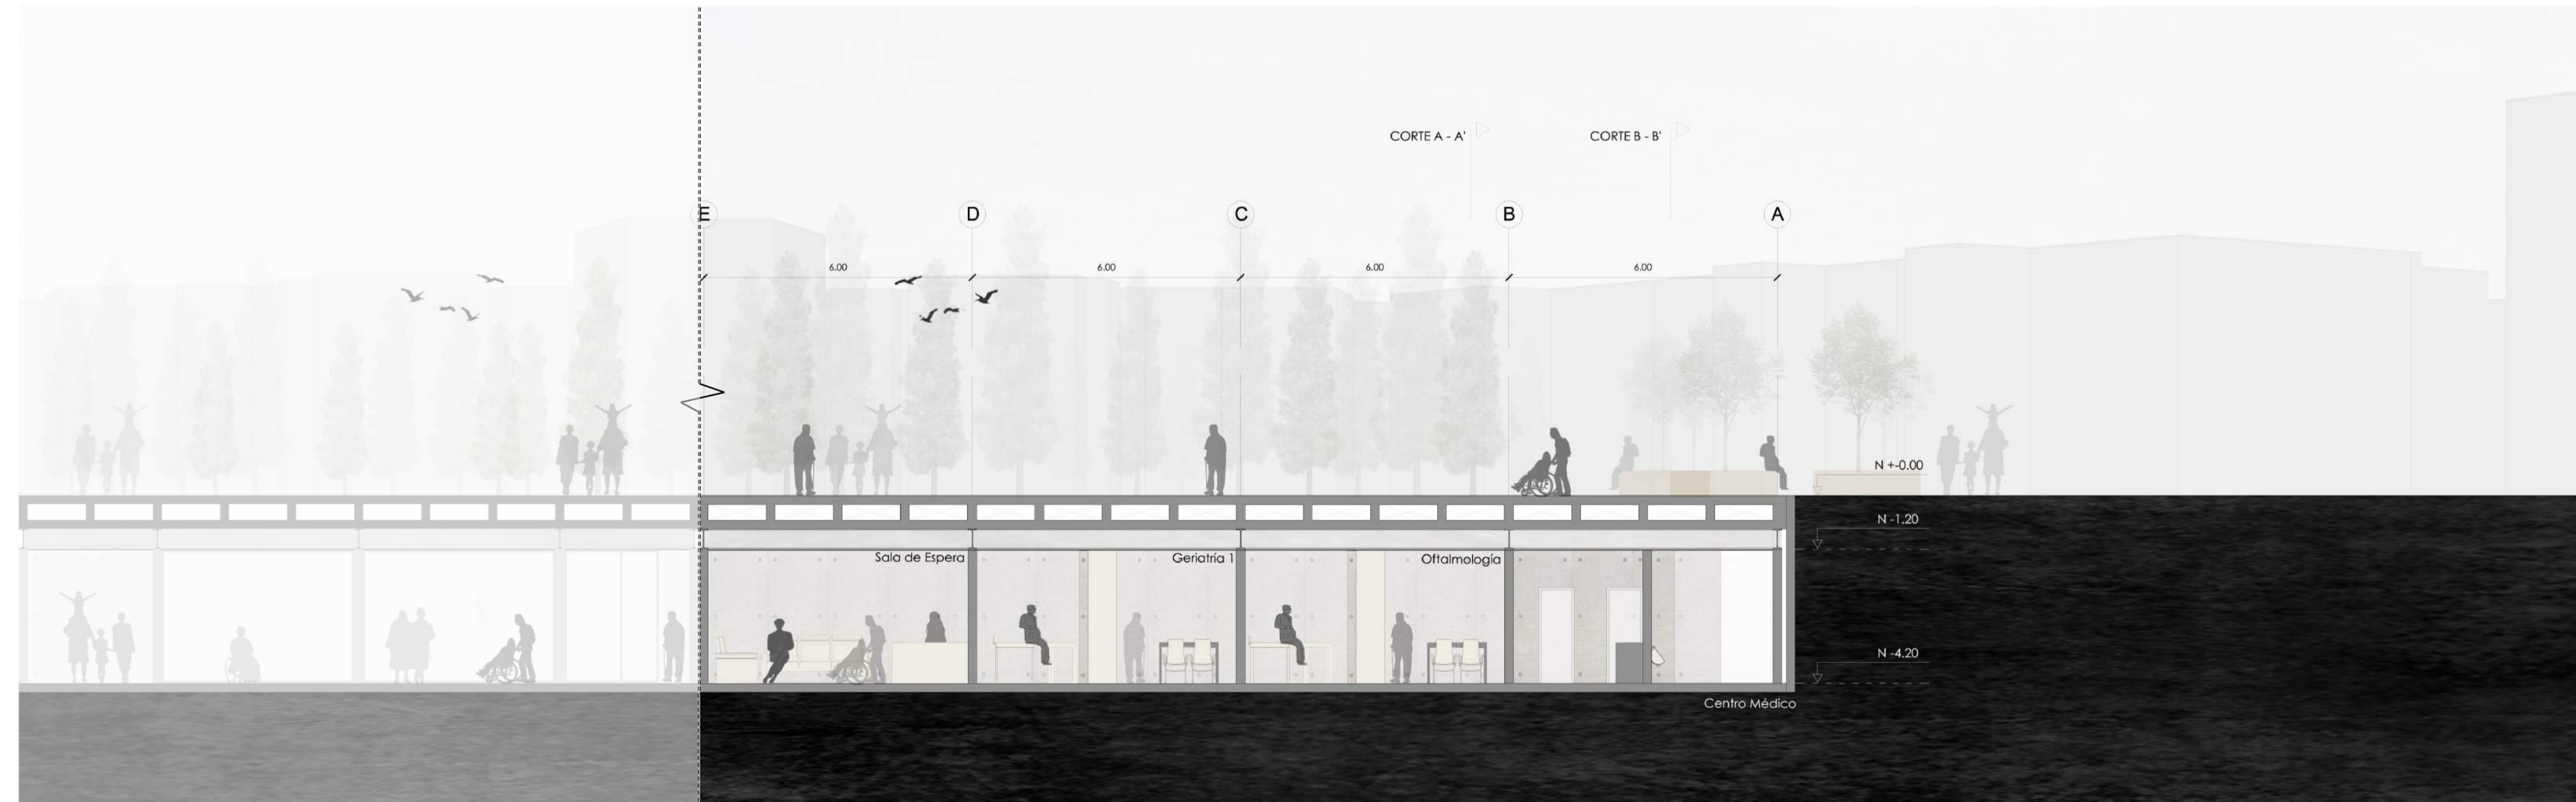 CORTE A - A'
CORTE B - B'
E
D
C
B
A
6.00
6.00
6.00
6.00
N +-0.00
N -1.20
Sala de Espera
Geriatría 1
Oftalmología
N -4.20
Centro Médico